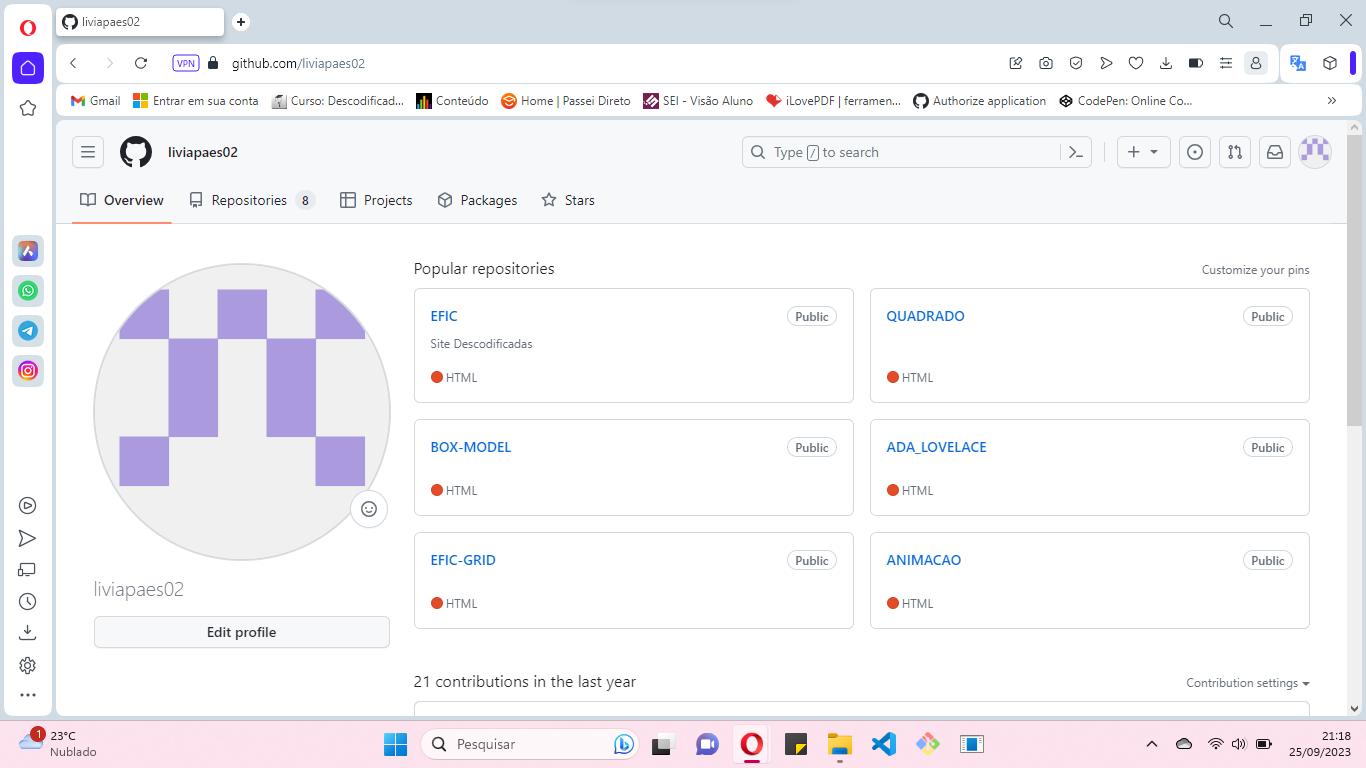 liviapaes02
VPN
github.com/liviapaes02
Gmail
Entrar em sua conta
Curso: Descodificad...
Conteúdo
Home | Passei Direto
SEI - Visão Aluno
iLovePDF | ferramen...
Authorize application
CodePen: Online Co...
liviapaes02
Type / to search
Overview
Repositories 8
Projects
Packages
Stars
Popular repositories
Customize your pins
EFIC
Public
Site Descodificadas
HTML
QUADRADO
Public
HTML
BOX-MODEL
Public
HTML
ADA_LOVELACE
Public
HTML
EFIC-GRID
Public
HTML
ANIMACAO
Public
HTML
liviapaes02
Edit profile
21 contributions in the last year
Contribution settings
1
23°C
Nublado
Pesquisar
21:18
25/09/2023